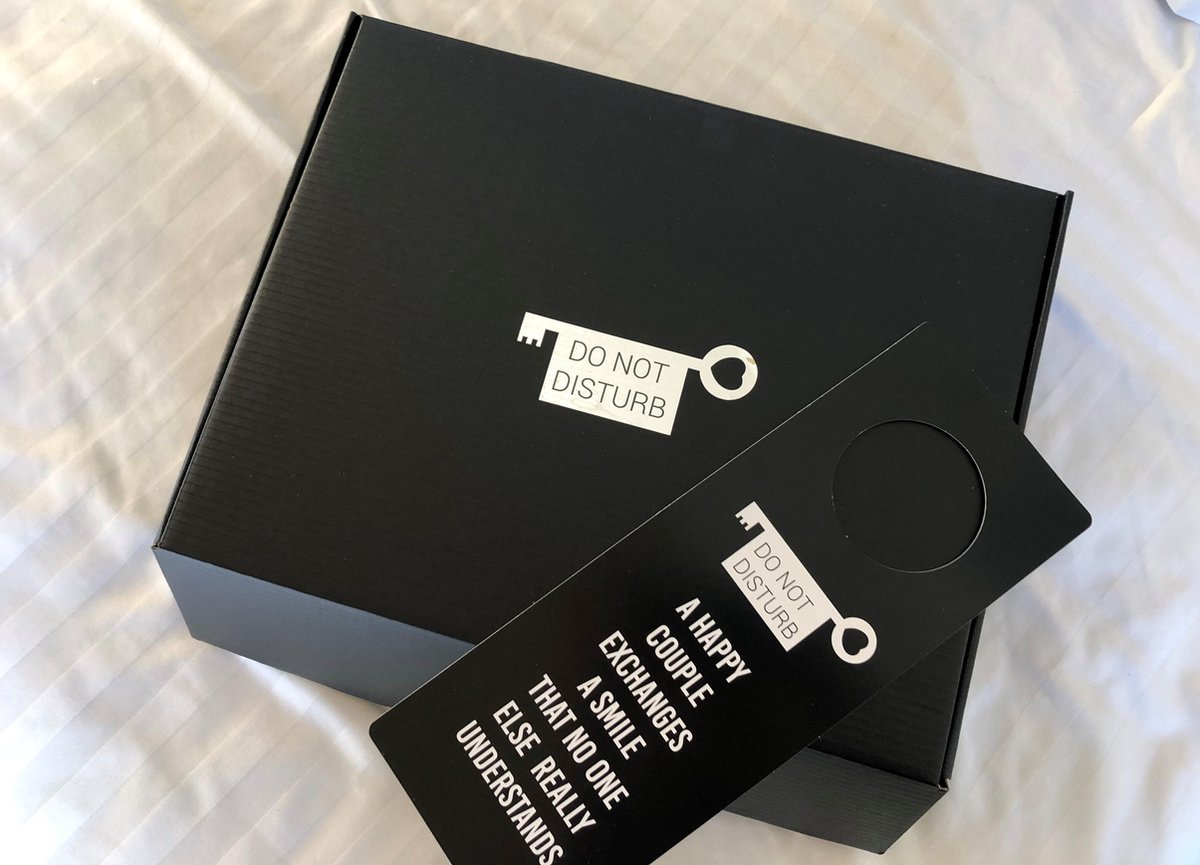 DO NOT
DISTURB
DO NOT
DISTURB
A HAPPY
COUPLE
EXCHANGES
A SMILE
THAT NO ONE
ELSE REALLY
UNDERSTANDS